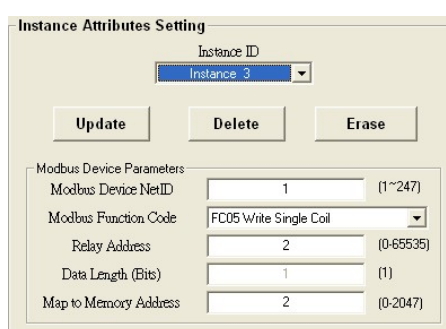 Instance Attributes Setting
Instance ID
Instance 3
Update Delete Erase
Modbus Device Parameters
Modbus Device NetID 1 (1~247)
Modbus Function Code FC05 Write Single Coil
Relay Address 2 (0-65535)
Data Length (Bits) 1 (1)
Map to Memory Address 2 (0-2047)